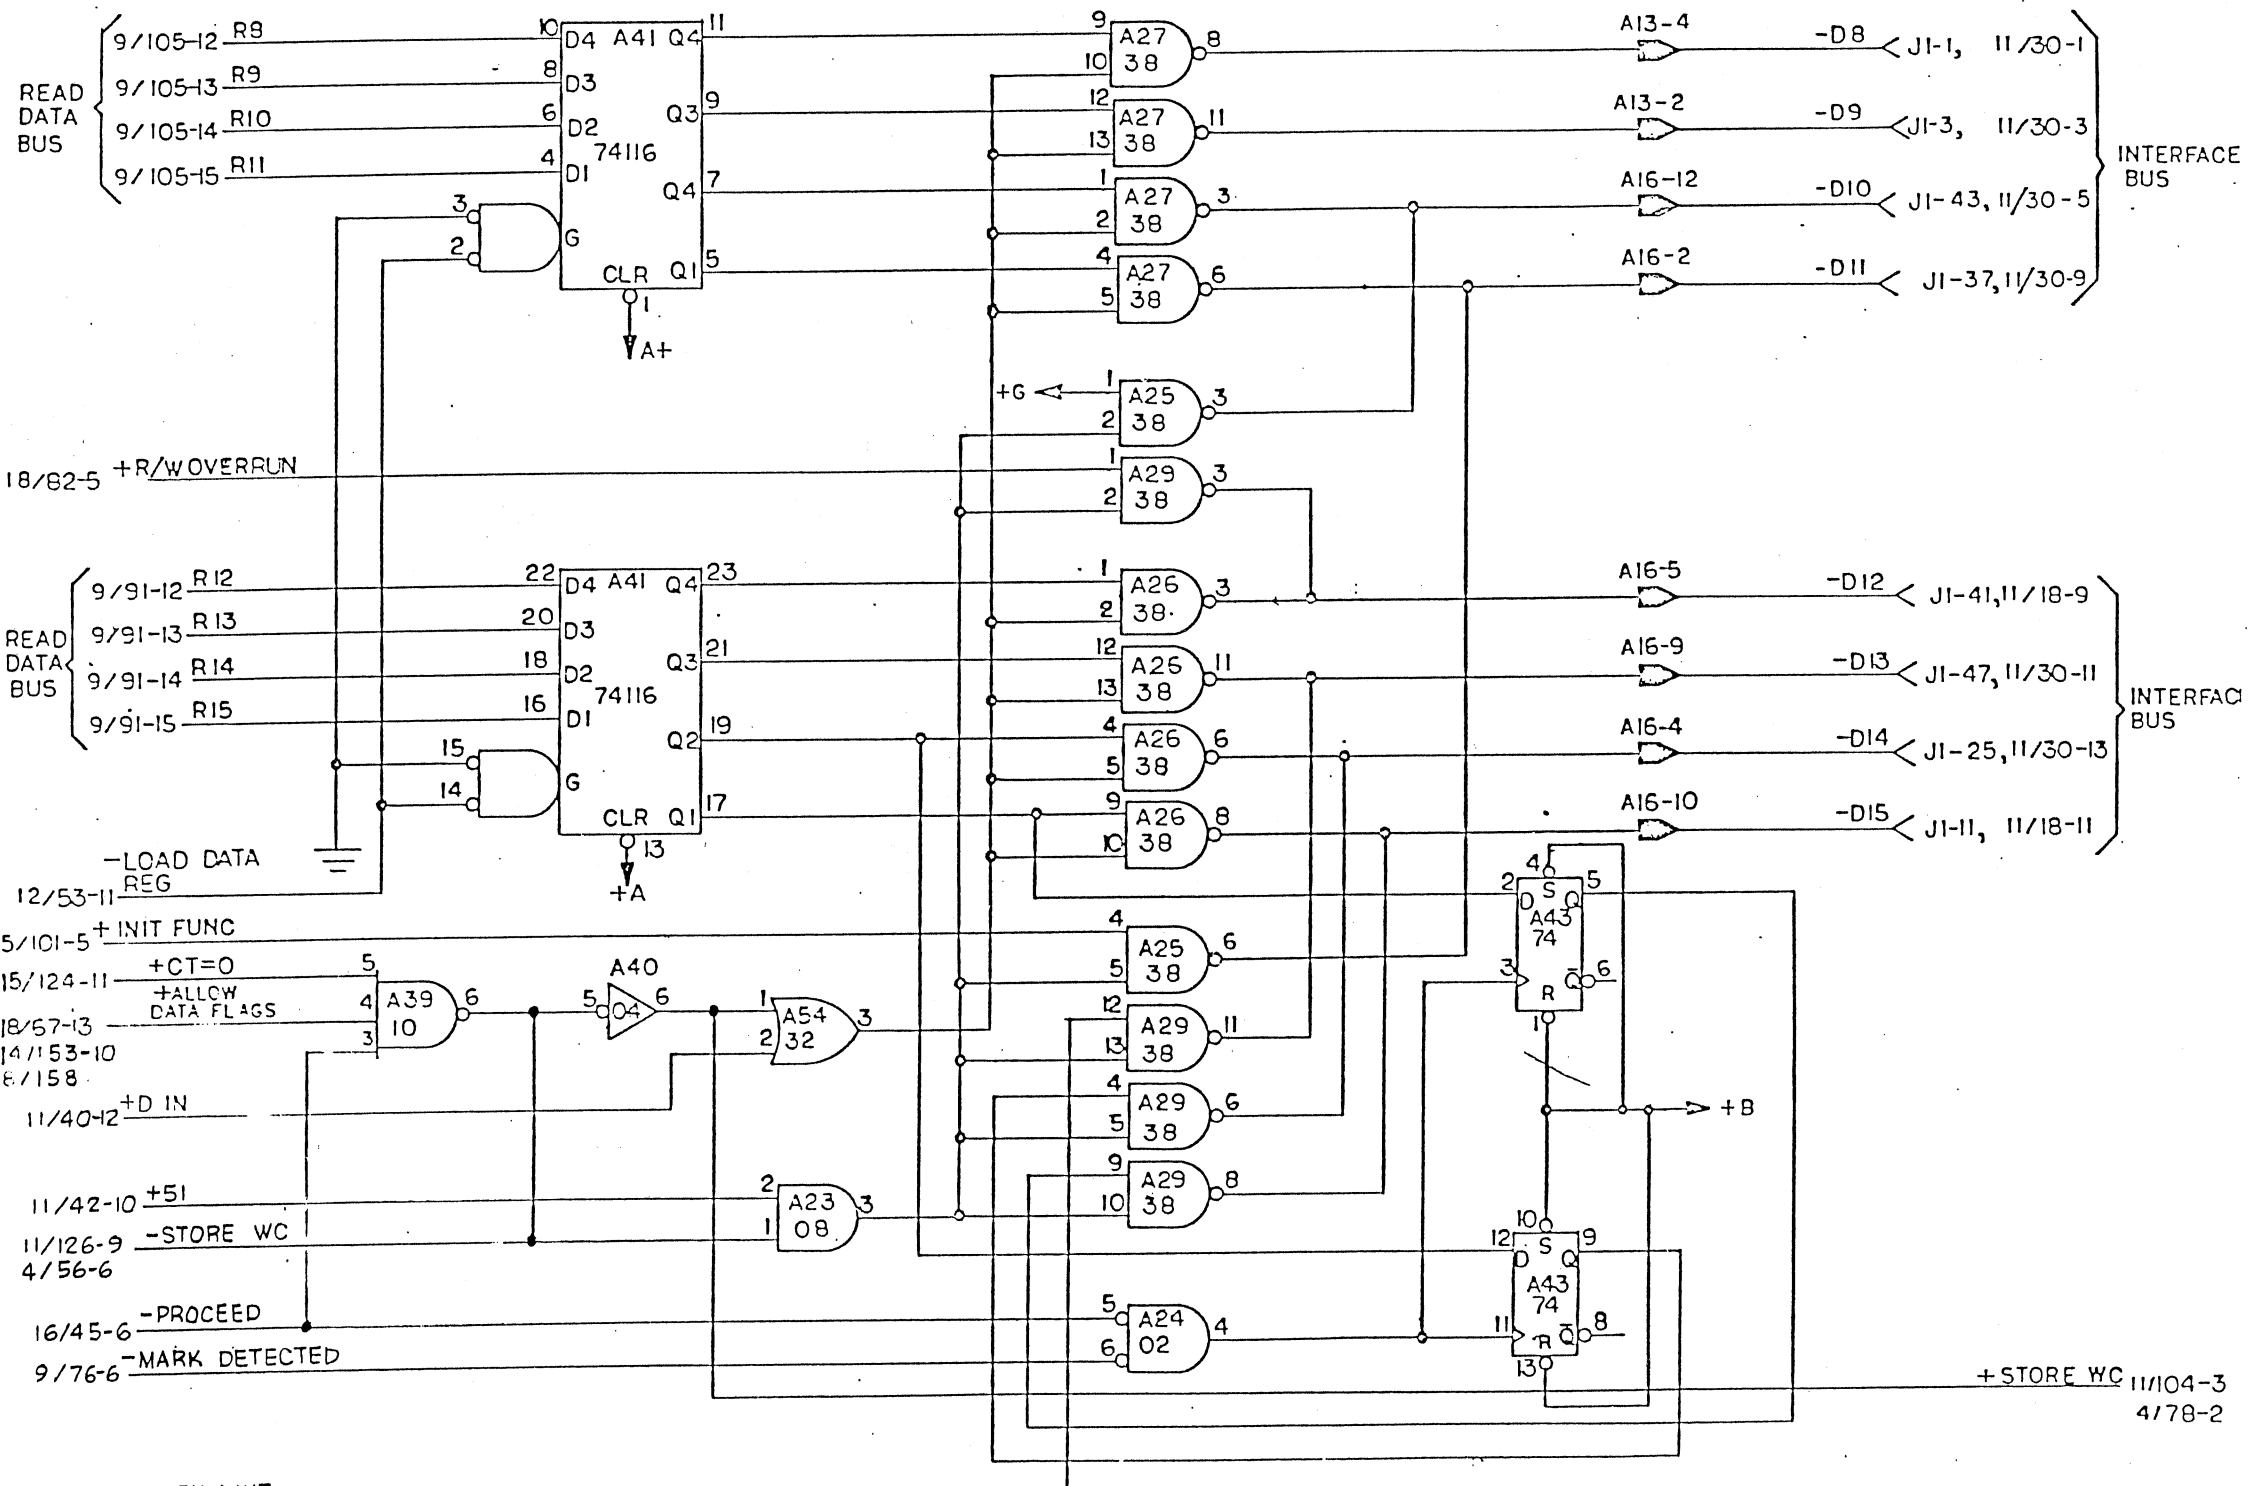 READ
DATA
BUS
9/105-12 R8
9/105-13 R9
9/105-14 R10
9/105-15 R11
10 D4 A41 Q4 11
8 D3
6 D2 Q3 9
4 D1 74116
Q4 7
3
2 G
CLR Q1 5
1
A+
9 A27 8
10 38
12 A27 11
13 38
1 A27 3
2 38
4 A27 6
5 38
A13-4 -D8 J1-1, 11/30-1
A13-2 -D9 J1-3, 11/30-3
A16-12 -D10 J1-43, 11/30-5
A16-2 -D11 J1-37, 11/30-9
INTERFACE
BUS
+G 1 A25 3
2 38
18/82-5 +R/W OVERRUN
1 A29 3
2 38
READ
DATA
BUS
9/91-12 R12
9/91-13 R13
9/91-14 R14
9/91-15 R15
22 D4 A41 Q4 23
20 D3
18 D2 Q3 21
16 D1 74116
Q2 19
15
14 G
CLR Q1 17
13
+A
1 A26 3
2 38
12 A25 11
13 38
4 A26 6
5 38
9 A26 8
10 38
A16-5 -D12 J1-41, 11/18-9
A16-9 -D13 J1-47, 11/30-11
A16-4 -D14 J1-25, 11/30-13
A16-10 -D15 J1-11, 11/18-11
INTERFAC
BUS
-LOAD DATA
REG
12/53-11
5/101-5 +INIT FUNC
4 A25 6
5 38
15/124-11 +CT=0
+ALLOW
DATA FLAGS
18/67-13
14/153-10
8/158
5
4 A39 6
3 10
A40
5 04 6
1 A54 3
2 32
11/40-12 +D IN
12 A29 11
13 38
4 A29 6
5 38
9 A29 8
10 38
4
2 D S Q 5
A43
74
3 Q̅ 6
R
1
+B
11/42-10 +51
2 A23 3
1 08
11/126-9 -STORE WC
4/56-6
10
12 D S Q 9
A43
74
11 R Q̅ 8
13
16/45-6 -PROCEED
9/76-6 -MARK DETECTED
5 A24 4
6 02
+STORE WC 11/104-3
4/78-2